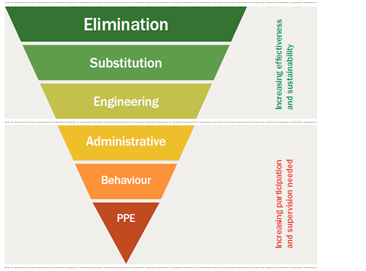 Elimination
Substitution
Engineering
Administrative
Behaviour
PPE
Increasing effectiveness
and sustainability
Increasing participation
and supervision needed